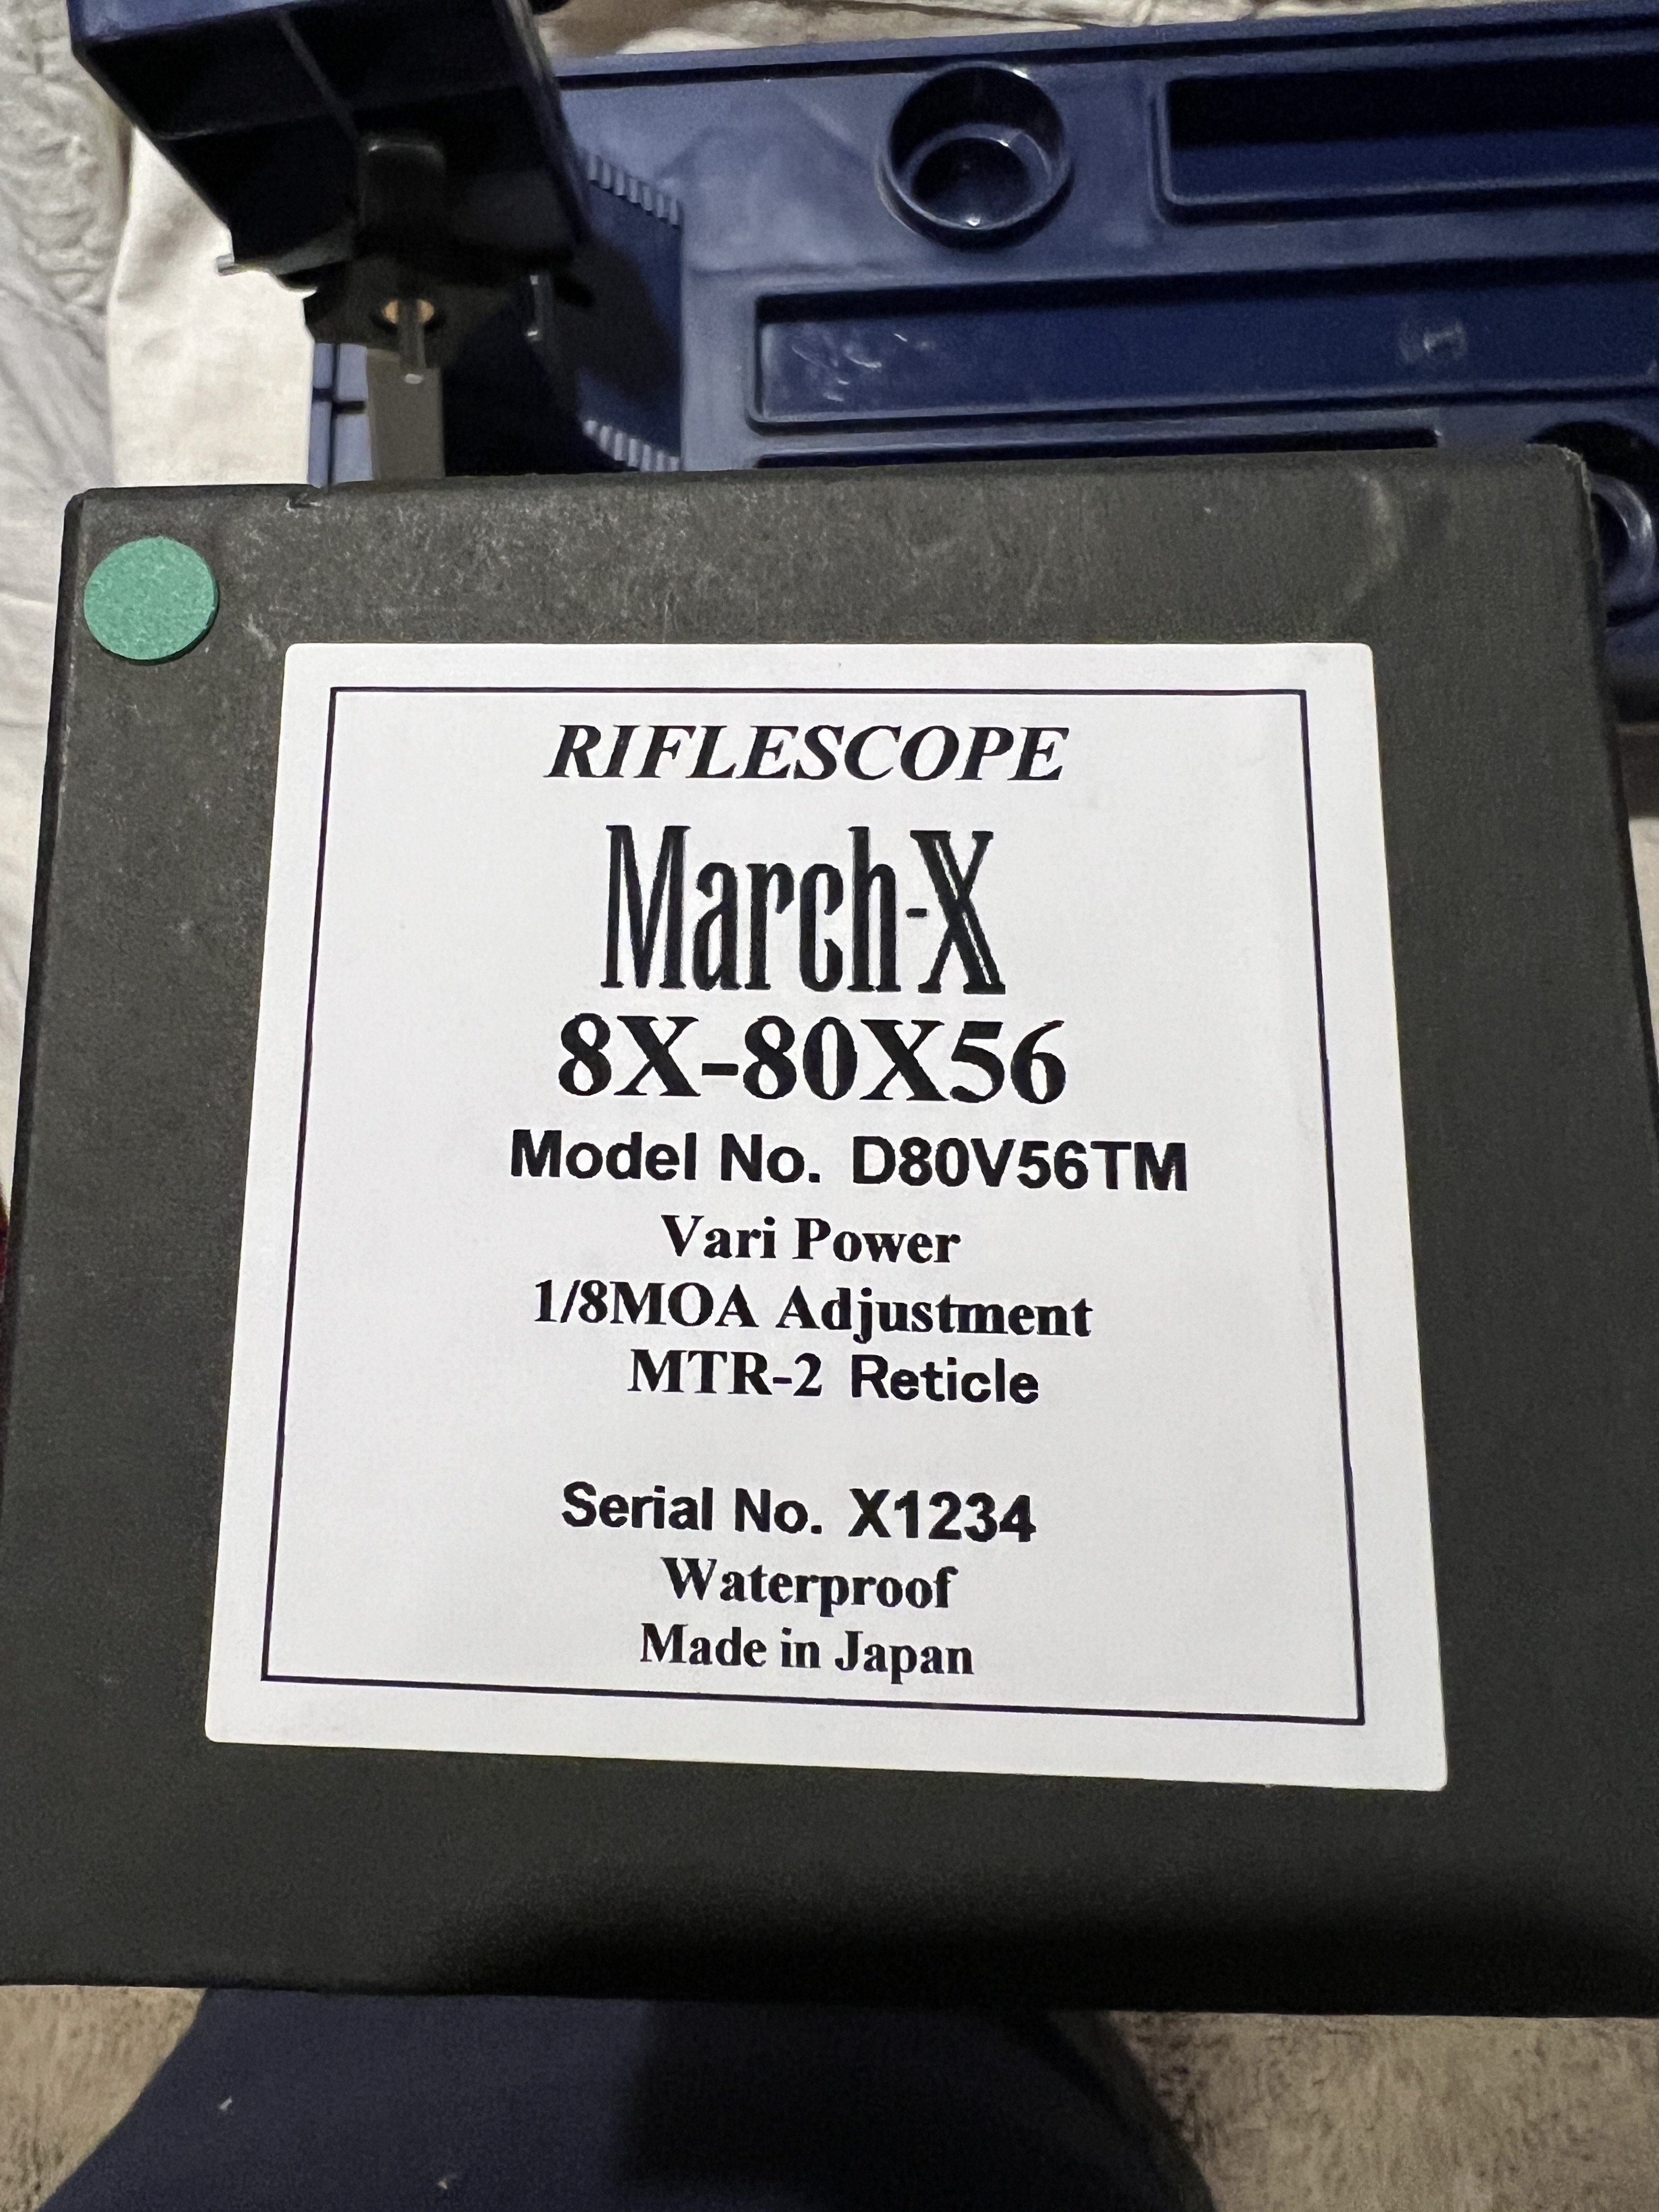 RIFLESCOPE
March-X
8X-80X56
Model No. D80V56TM
Vari Power
1/8MOA Adjustment
MTR-2 Reticle
Serial No. X1234
Waterproof
Made in Japan